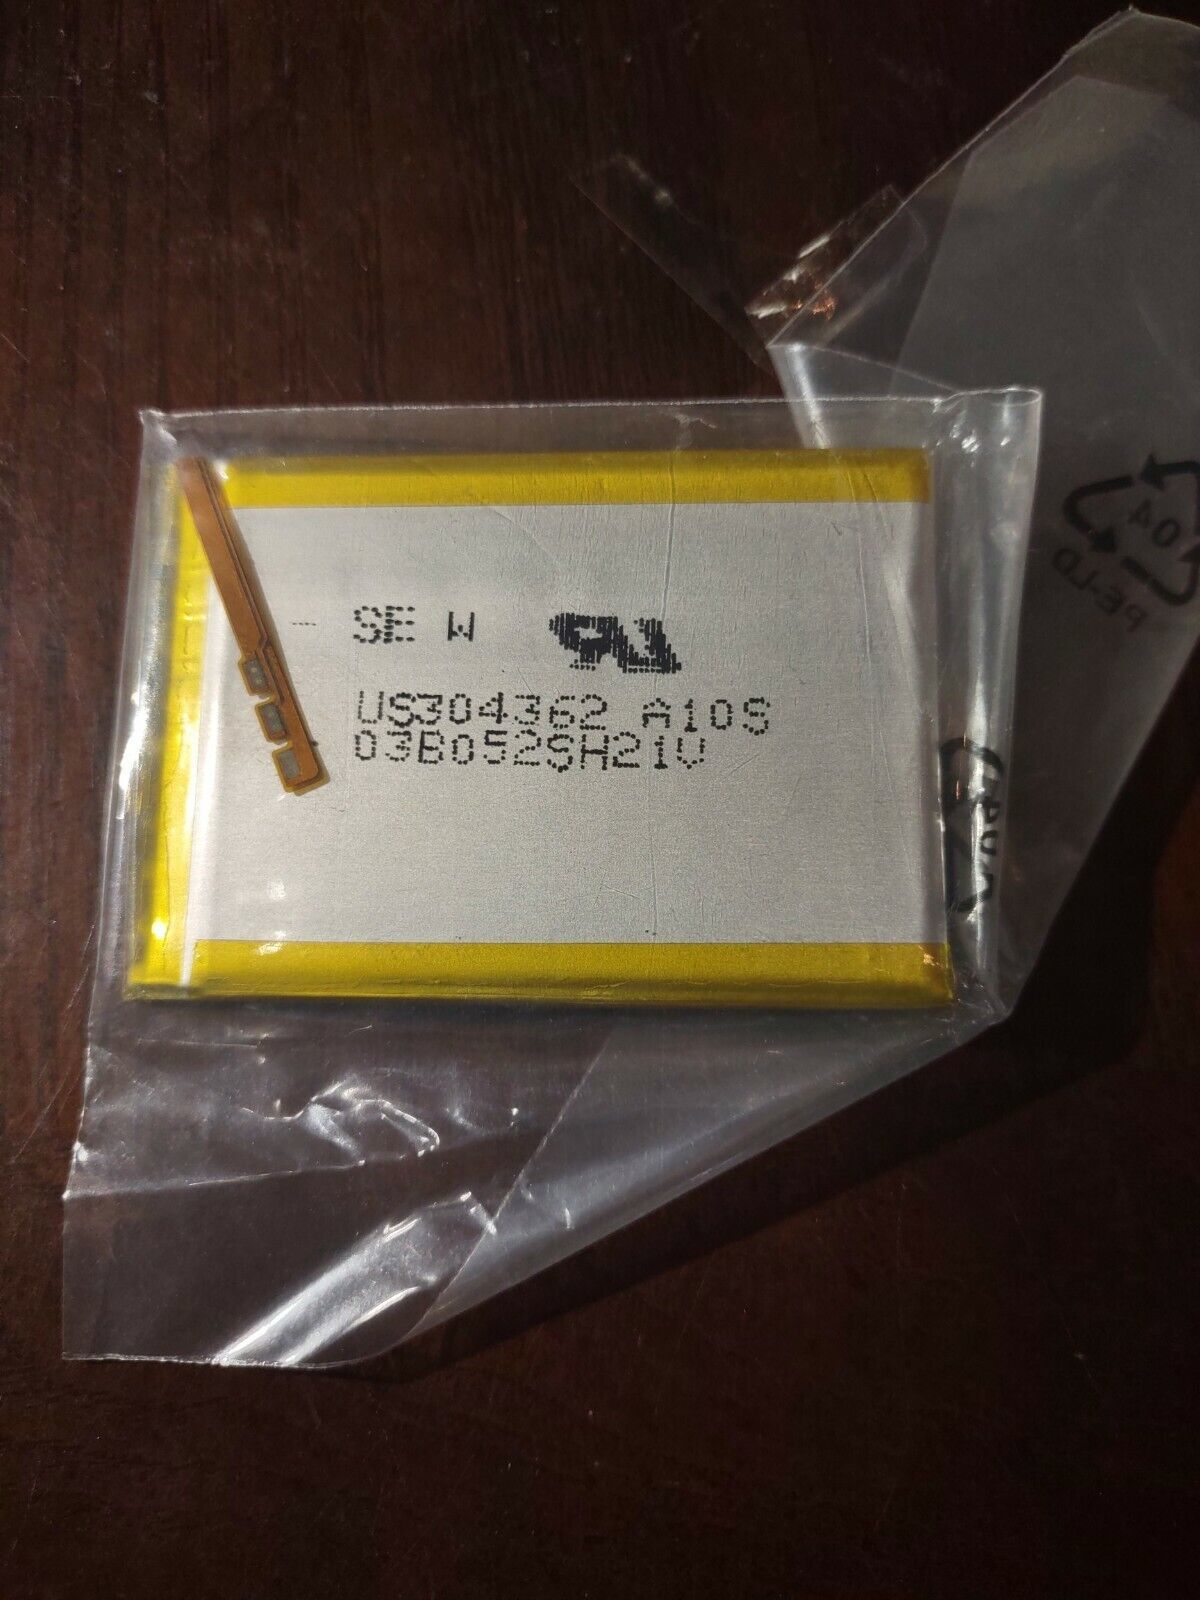 - SE W
US304362 A10S
03B052SH21V
04
PE-LD